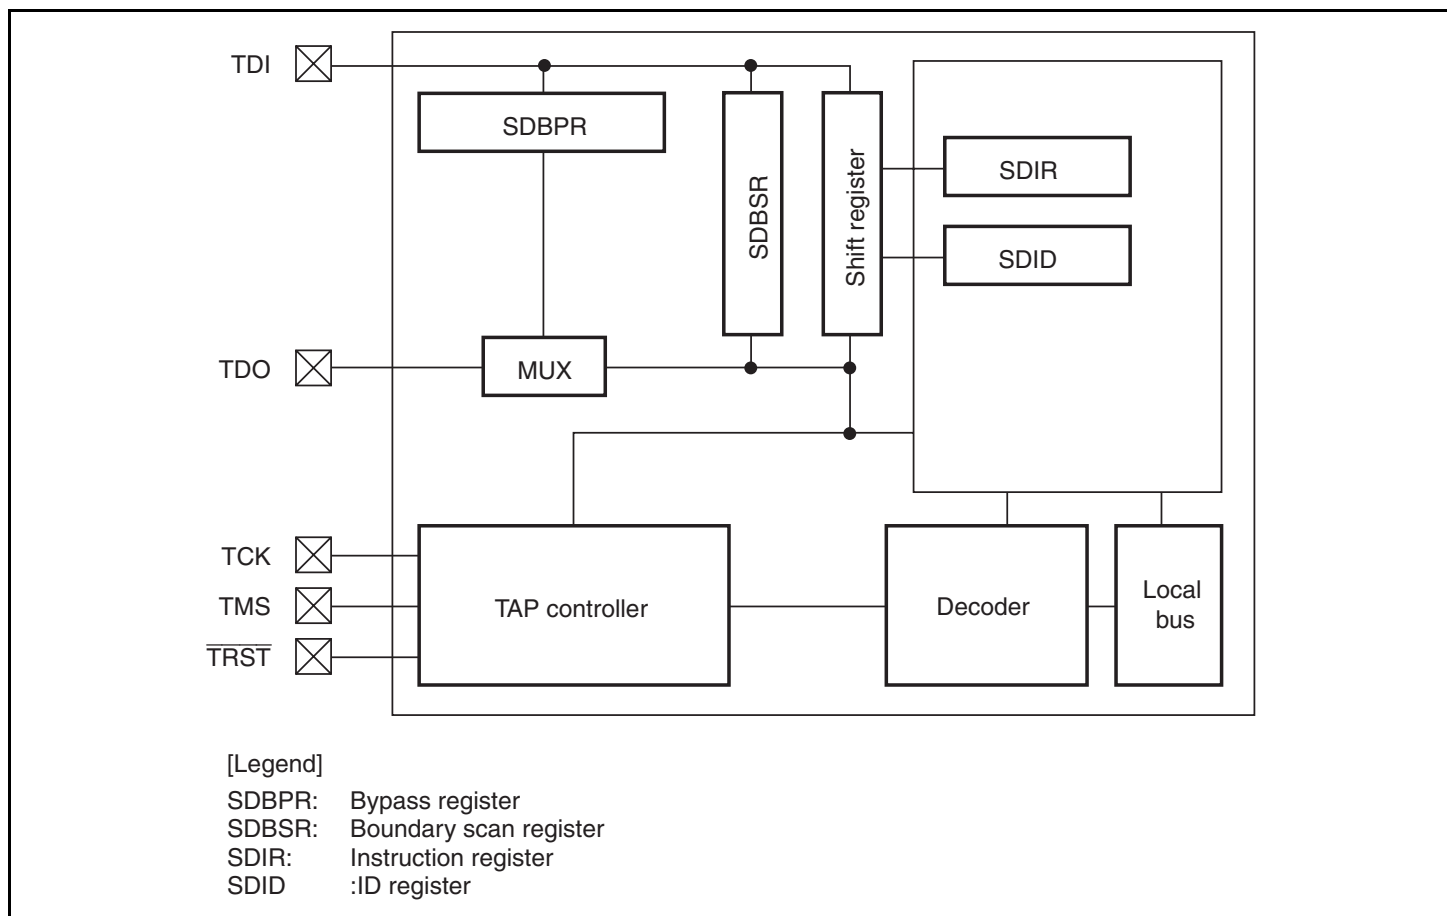 TDI
SDBPR
SDBSR
Shift register
SDIR
SDID
TDO
MUX
TCK
TMS
TRST
TAP controller
Decoder
Local
bus
[Legend]
SDBPR: Bypass register
SDBSR: Boundary scan register
SDIR: Instruction register
SDID :ID register